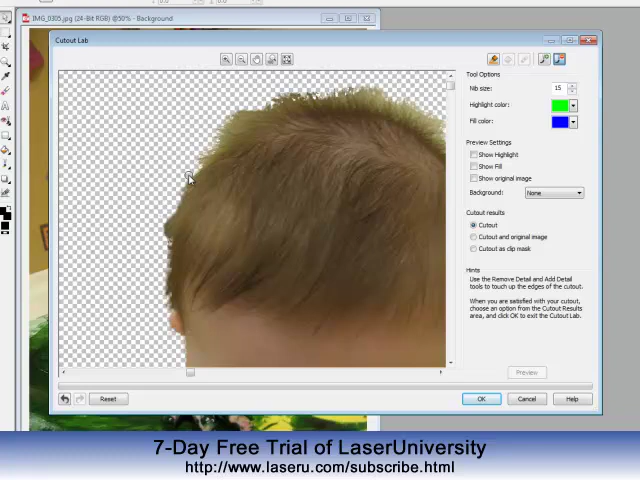 IMG_0305.jpg (24-Bit RGB) @50% - Background
Cutout Lab
Tool Options
Nib size:
15
Highlight color:
Fill color:
Preview Settings
Show Highlight
Show Fill
Show original image
Background:
None
Cutout results
Cutout
Cutout and original image
Cutout as clip mask
Hints
Use the Remove Detail and Add Detail
tools to touch up the edges of the cutout.
When you are satisfied with your cutout,
choose an option from the Cutout Results
area, and click OK to exit the Cutout Lab.
Preview
Reset
OK
Cancel
Help
7-Day Free Trial of LaserUniversity
http://www.laseru.com/subscribe.html